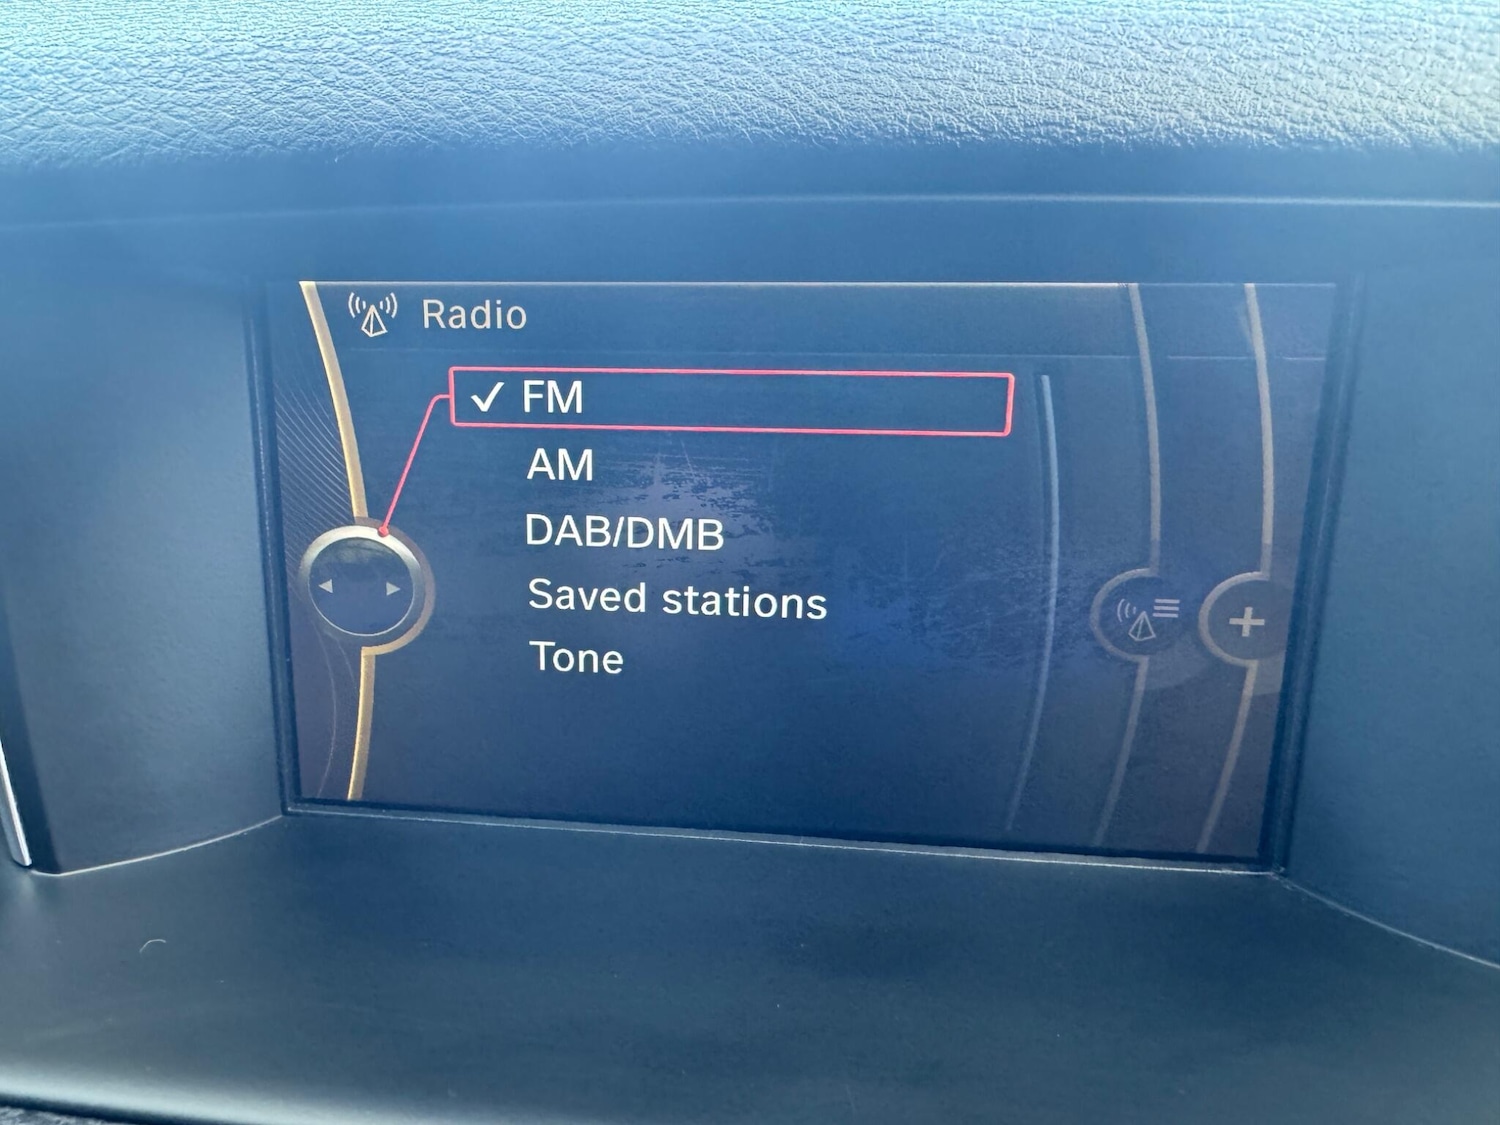 Radio
✓ FM
AM
DAB/DMB
Saved stations
Tone